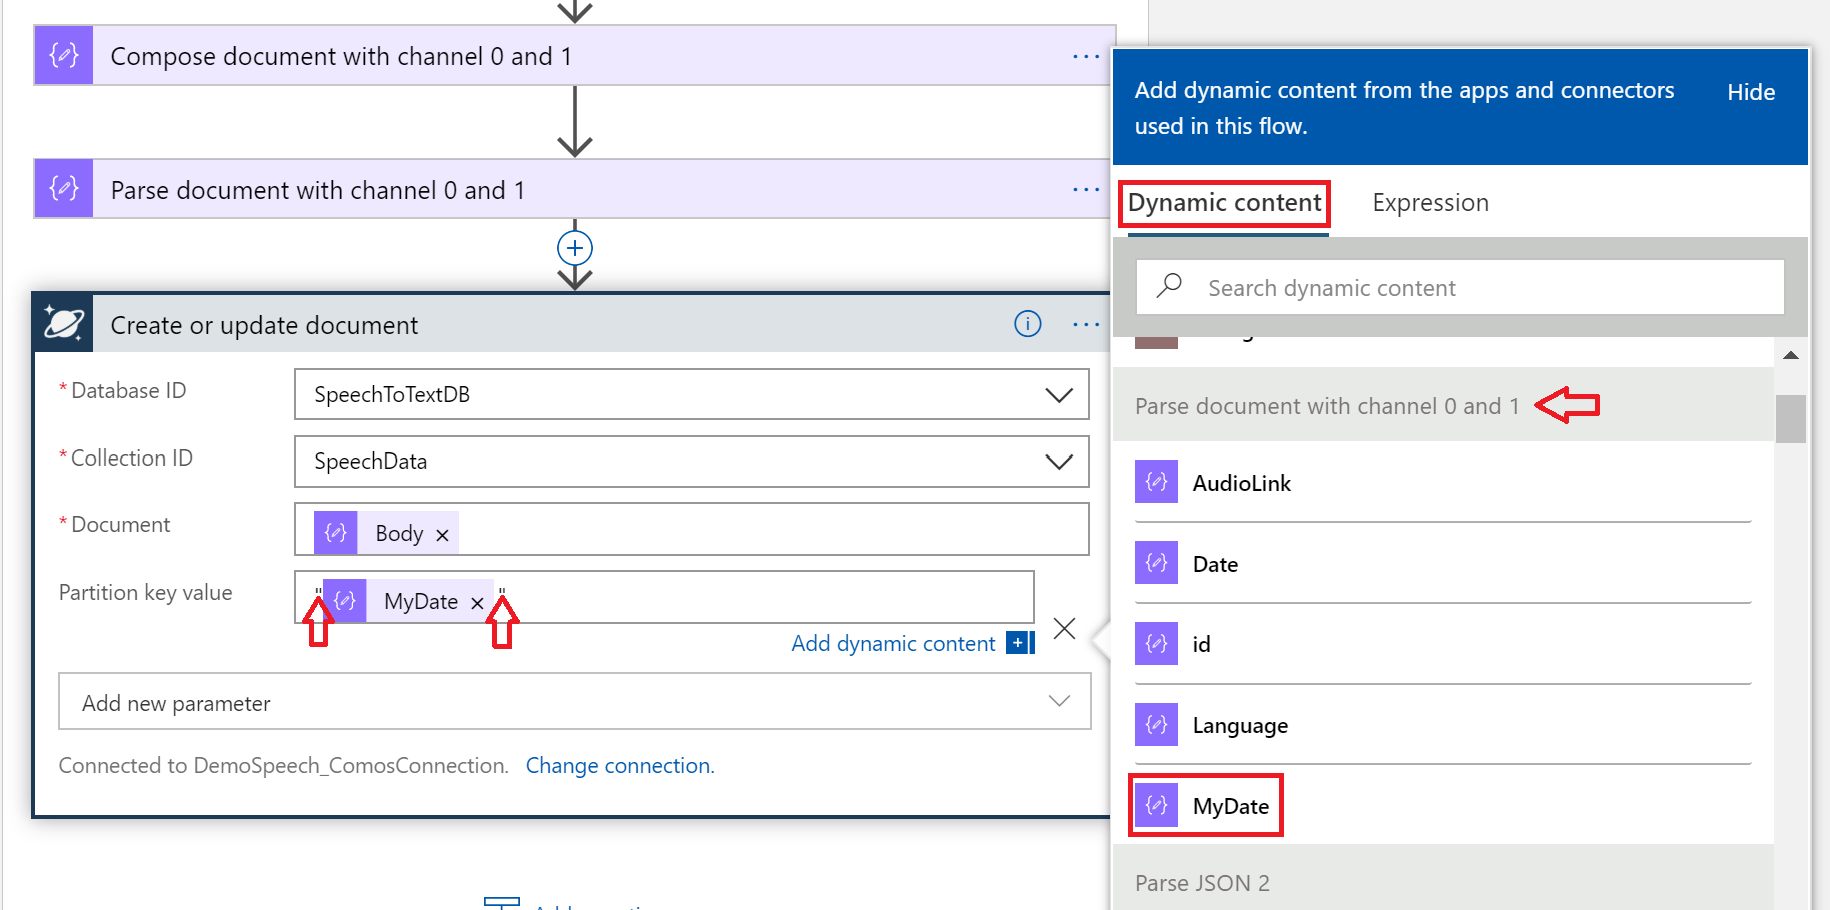 Compose document with channel 0 and 1
Parse document with channel 0 and 1
Create or update document
* Database ID
SpeechToTextDB
* Collection ID
SpeechData
* Document
Body ×
Partition key value
" MyDate × "
Add dynamic content
Add new parameter
Connected to DemoSpeech_ComosConnection. Change connection.
Add dynamic content from the apps and connectors
used in this flow.
Hide
Dynamic content
Expression
Search dynamic content
Parse document with channel 0 and 1
AudioLink
Date
id
Language
MyDate
Parse JSON 2